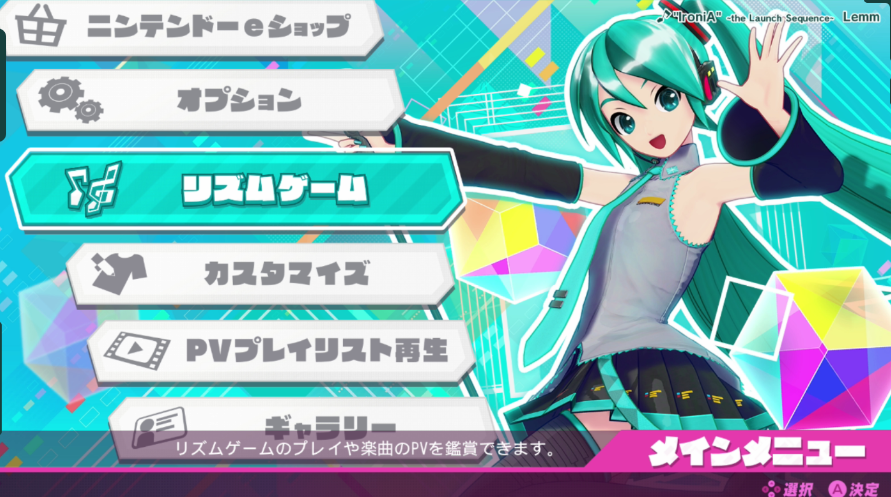 ニンテンドーeショップ
"IroniA" -the Launch Sequence- Lemm
オプション
リズムゲーム
カスタマイズ
PVプレイリスト再生
ギャラリー
リズムゲームのプレイや楽曲のPVを鑑賞できます。
メインメニュー
選択 A 決定